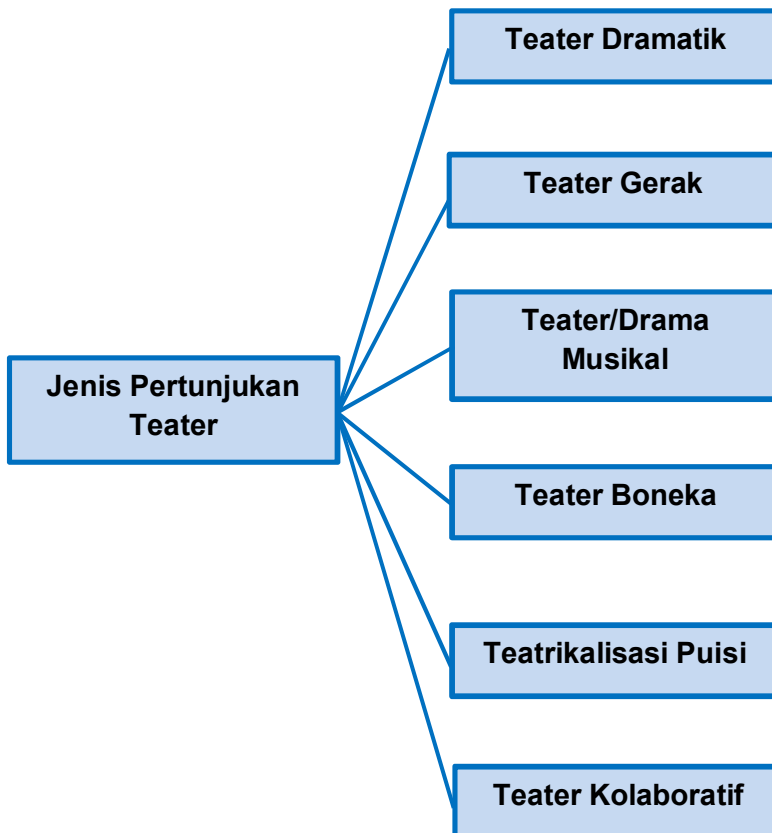 Teater Dramatik
Teater Gerak
Teater/Drama
Musikal
Jenis Pertunjukan
Teater
Teater Boneka
Teatrikalisasi Puisi
Teater Kolaboratif